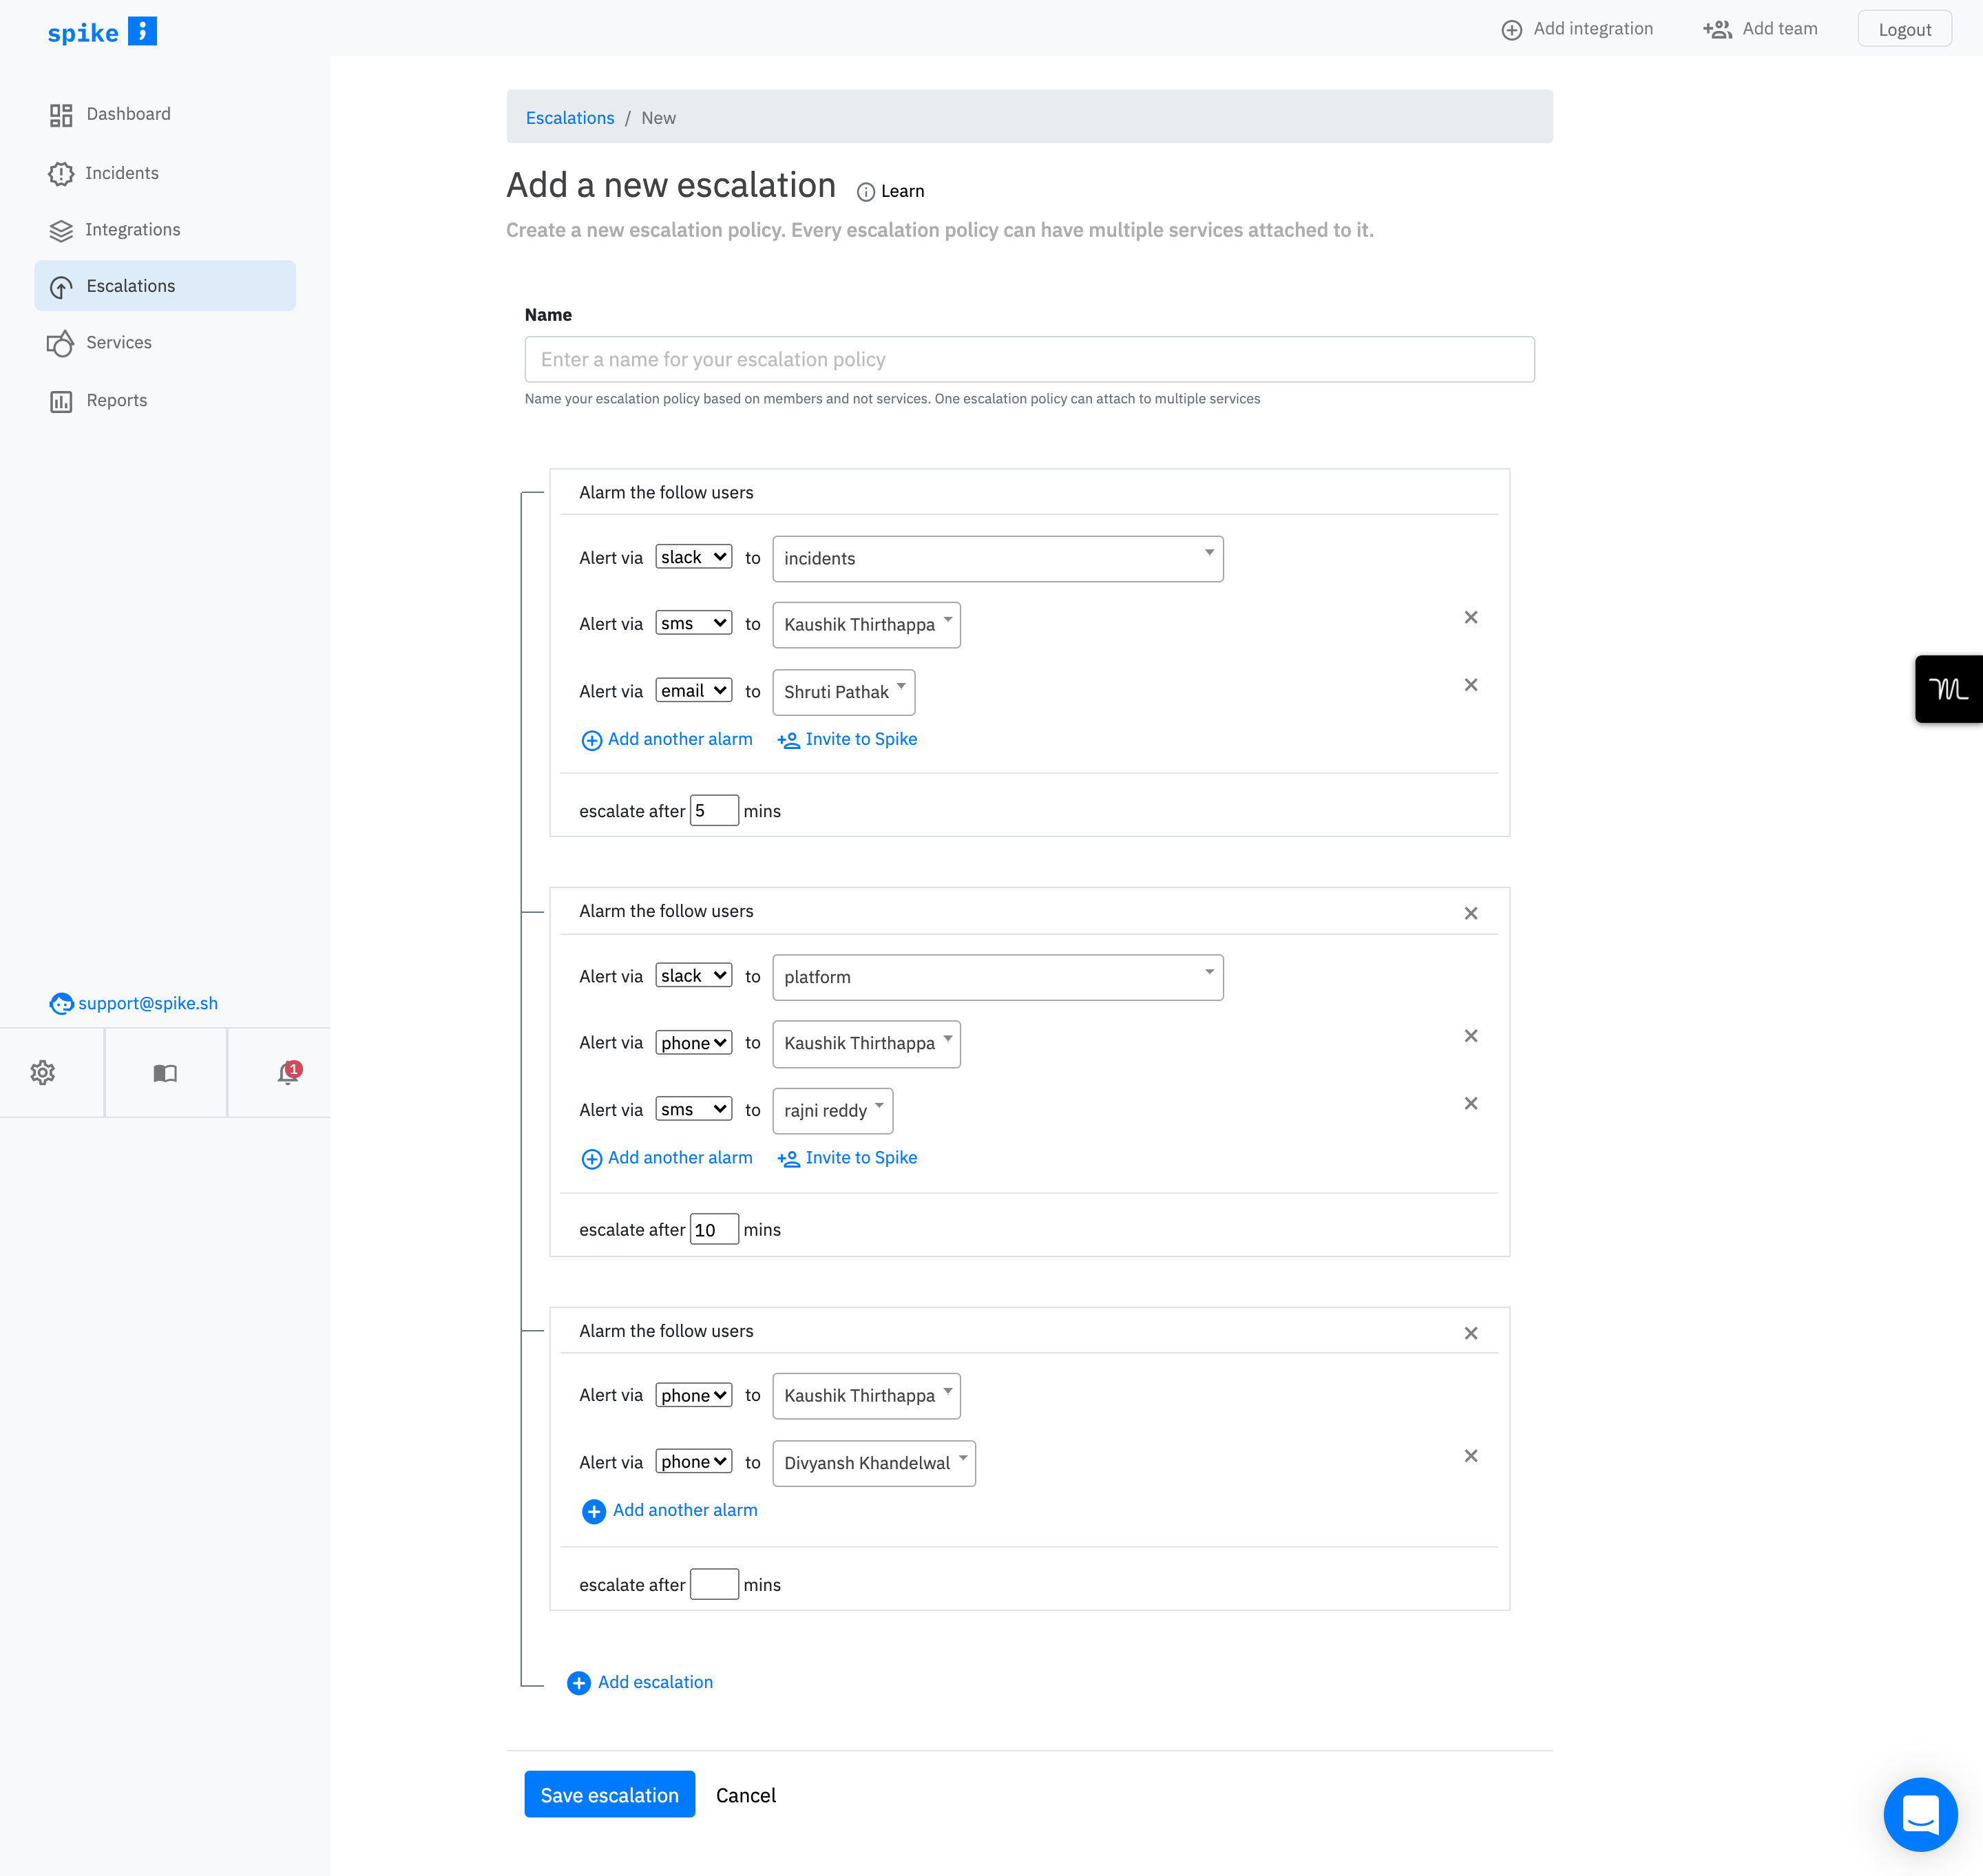 spike ;
Add integration
Add team
Logout
Dashboard
Incidents
Integrations
Escalations
Services
Reports
support@spike.sh
1
Escalations / New
Add a new escalation Learn
Create a new escalation policy. Every escalation policy can have multiple services attached to it.
Name
Enter a name for your escalation policy
Name your escalation policy based on members and not services. One escalation policy can attach to multiple services
Alarm the follow users
Alert via slack to incidents
Alert via sms to Kaushik Thirthappa
Alert via email to Shruti Pathak
Add another alarm Invite to Spike
escalate after 5 mins
Alarm the follow users
Alert via slack to platform
Alert via phone to Kaushik Thirthappa
Alert via sms to rajni reddy
Add another alarm Invite to Spike
escalate after 10 mins
Alarm the follow users
Alert via phone to Kaushik Thirthappa
Alert via phone to Divyansh Khandelwal
Add another alarm
escalate after mins
Add escalation
Save escalation Cancel